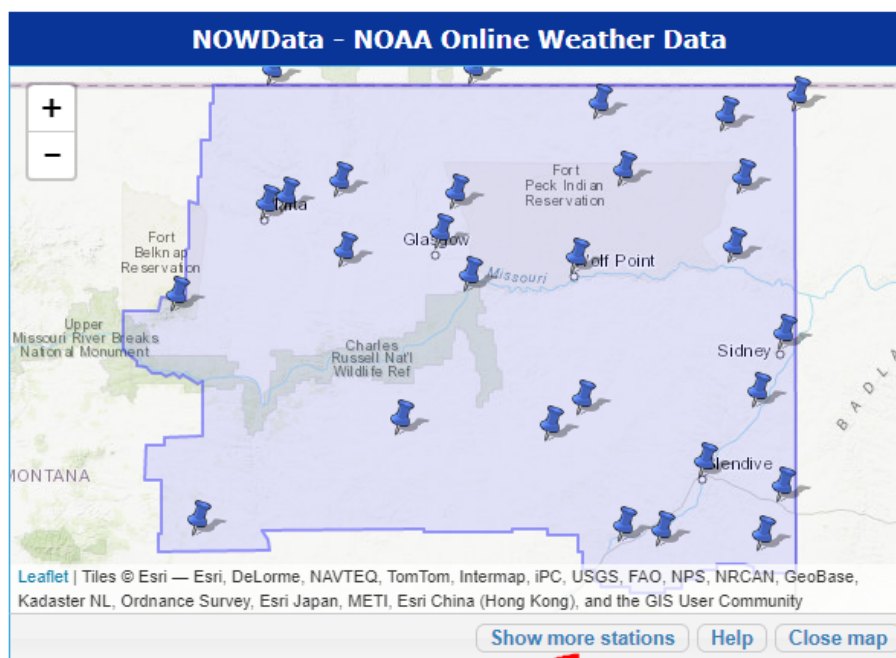 NOWData - NOAA Online Weather Data
+
−
Fort
Peck Indian
Reservation
Glasgow
Fort
Belknap
Reservation
Missouri
Upper
Missouri River Breaks
National Monument
Charles
Russell Nat'l
Wildlife Ref
Sidney
BADLA
MONTANA
Leaflet | Tiles © Esri — Esri, DeLorme, NAVTEQ, TomTom, Intermap, iPC, USGS, FAO, NPS, NRCAN, GeoBase,
Kadaster NL, Ordnance Survey, Esri Japan, METI, Esri China (Hong Kong), and the GIS User Community
Show more stations Help Close map